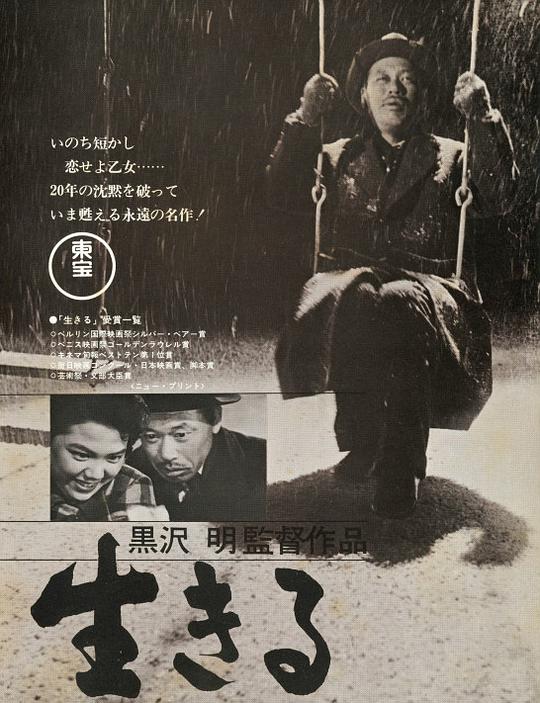 いのち短かし
恋せよ乙女……
20年の沈黙を破って
いま甦える永遠の名作!
東宝
●「生きる」受賞一覧
○ベルリン国際映画祭シルバー・ベアー賞
○ベニス映画祭ゴールデンラウレル賞
○キネマ旬報ベストテン第1位賞
○毎日映画コンクール・日本映画賞、脚本賞
○芸術祭・文部大臣賞
〈ニュー・プリント〉
黒沢 明監督作品
生きる